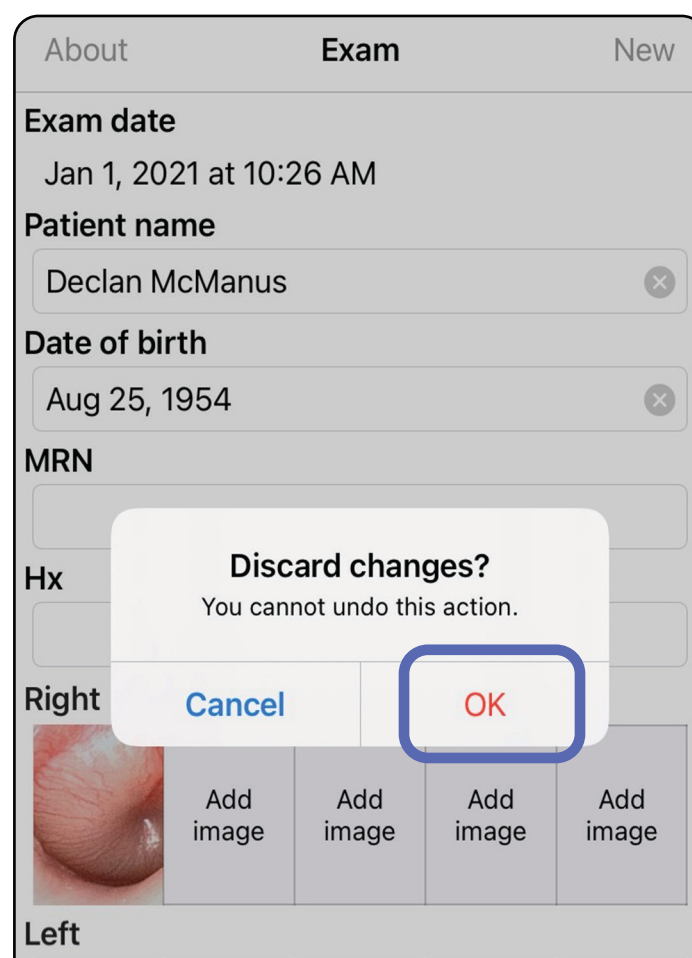 About Exam New
Exam date
Jan 1, 2021 at 10:26 AM
Patient name
Declan McManus
Date of birth
Aug 25, 1954
MRN
Discard changes?
You cannot undo this action.
Hx
Cancel OK
Right
Add image Add image Add image Add image
Left